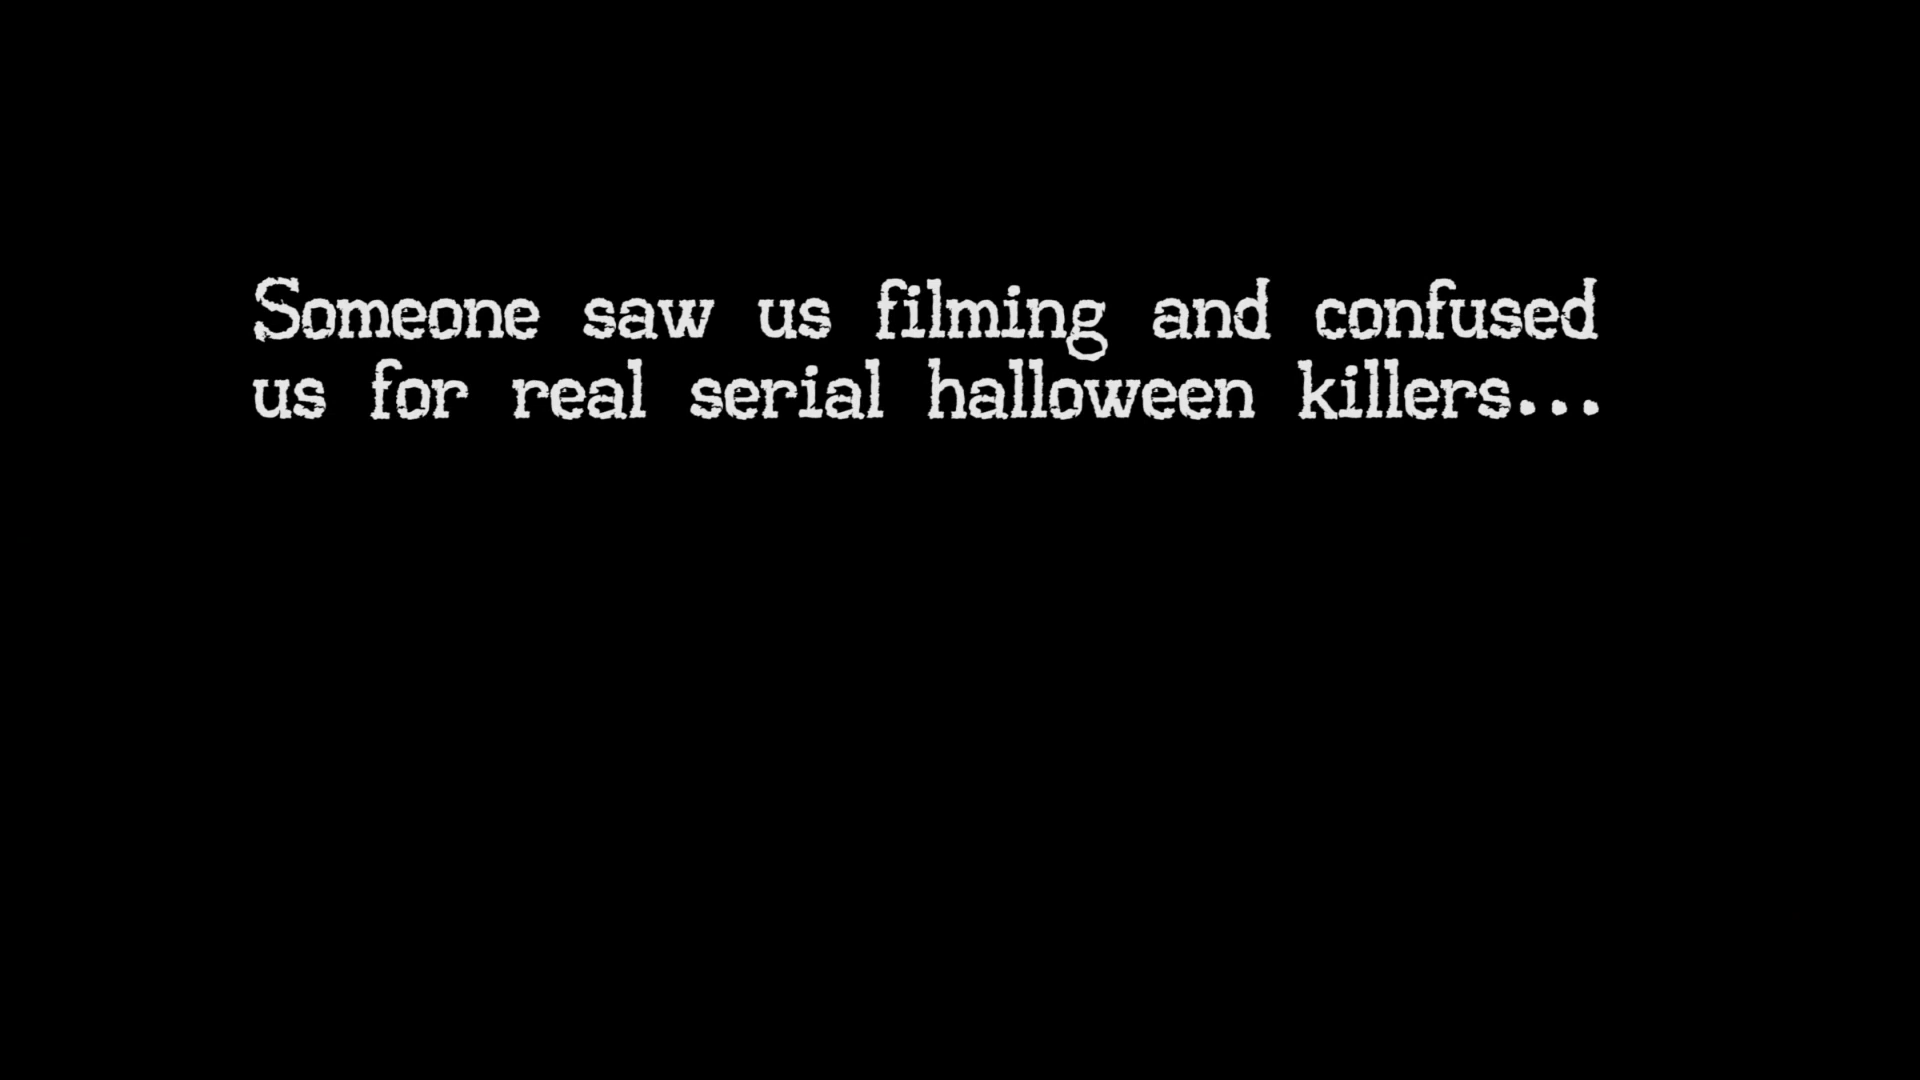 Someone saw us filming and confused
us for real serial halloween killers...